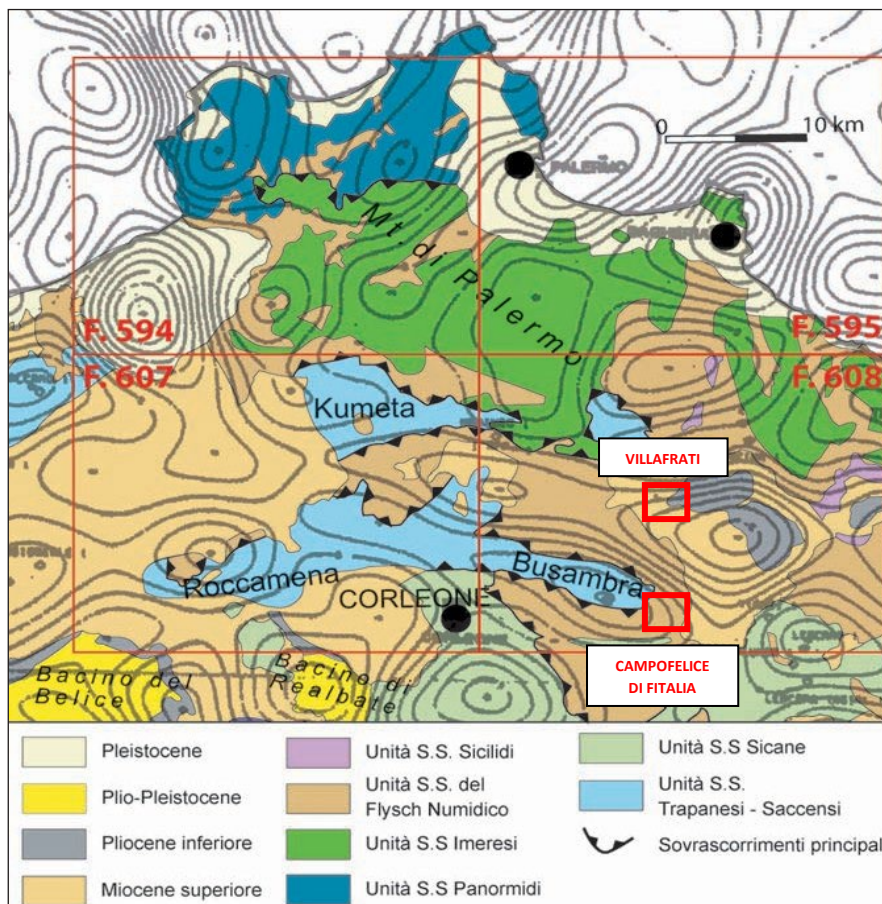 0
10 km
PALERMO
BAGHERIA
Mt. di Palermo
F. 594
F. 595
F. 607
F. 608
Kumeta
VILLAFRATI
Roccamena
Busambra
CORLEONE
CAMPOFELICE
DI FITALIA
Bacino del
Belice
Bacino di
Realbate
Pleistocene
Plio-Pleistocene
Pliocene inferiore
Miocene superiore
Unità S.S. Sicilidi
Unità S.S. del
Flysch Numidico
Unità S.S Imeresi
Unità S.S Panormidi
Unità S.S Sicane
Unità S.S.
Trapanesi - Saccensi
Sovrascorrimenti principal